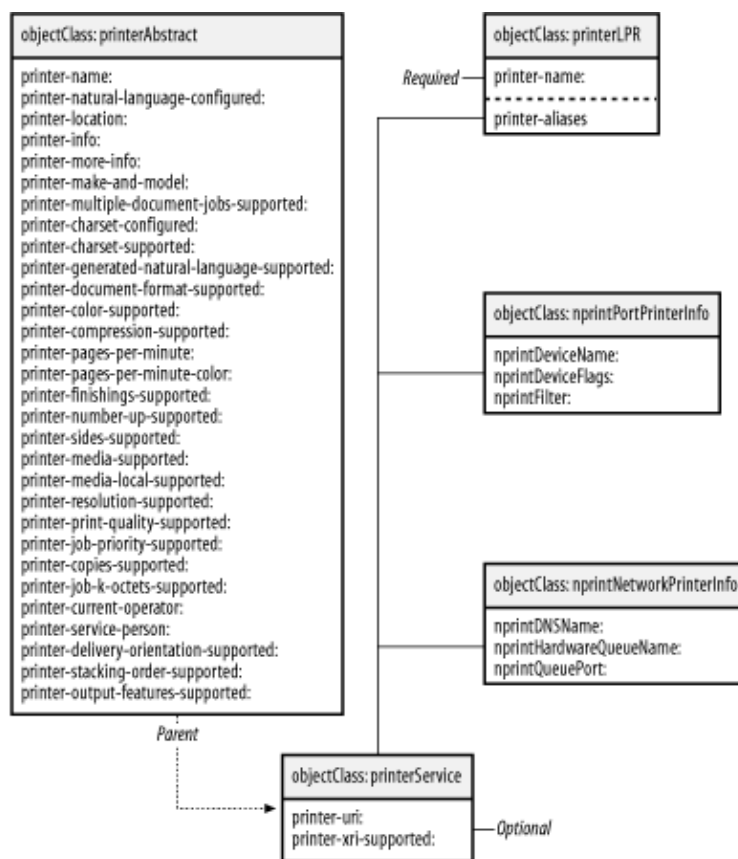 objectClass: printerAbstract
printer-name:
printer-natural-language-configured:
printer-location:
printer-info:
printer-more-info:
printer-make-and-model:
printer-multiple-document-jobs-supported:
printer-charset-configured:
printer-charset-supported:
printer-generated-natural-language-supported:
printer-document-format-supported:
printer-color-supported:
printer-compression-supported:
printer-pages-per-minute:
printer-pages-per-minute-color:
printer-finishings-supported:
printer-number-up-supported:
printer-sides-supported:
printer-media-supported:
printer-media-local-supported:
printer-resolution-supported:
printer-print-quality-supported:
printer-job-priority-supported:
printer-copies-supported:
printer-job-k-octets-supported:
printer-current-operator:
printer-service-person:
printer-delivery-orientation-supported:
printer-stacking-order-supported:
printer-output-features-supported:
Parent
objectClass: printerLPR
Required
printer-name:
printer-aliases
objectClass: nprintPortPrinterInfo
nprintDeviceName:
nprintDeviceFlags:
nprintFilter:
objectClass: nprintNetworkPrinterInfo
nprintDNSName:
nprintHardwareQueueName:
nprintQueuePort:
objectClass: printerService
printer-uri:
printer-xri-supported:
Optional